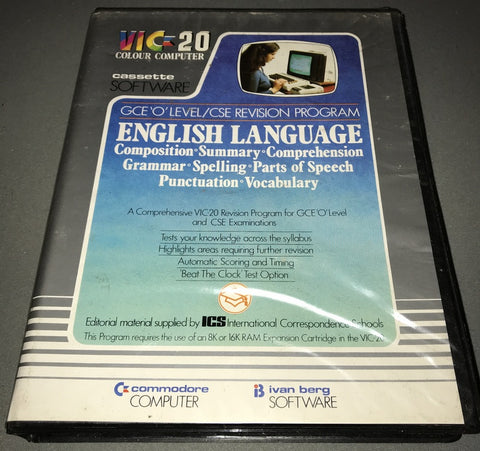 VIC-20
COLOUR COMPUTER
cassette
SOFTWARE
GCE 'O' LEVEL/CSE REVISION PROGRAM
ENGLISH LANGUAGE
Composition•Summary•Comprehension
Grammar•Spelling•Parts of Speech
Punctuation•Vocabulary
A Comprehensive VIC'20 Revision Program for GCE 'O' Level
and CSE Examinations
Tests your knowledge across the syllabus
Highlights areas requiring further revision
Automatic Scoring and Timing
'Beat The Clock' Test Option
Editorial material supplied by ICS International Correspondence Schools
This Program requires the use of an 8K or 16K RAM Expansion Cartridge in the VIC-20
commodore
COMPUTER
ivan berg
SOFTWARE